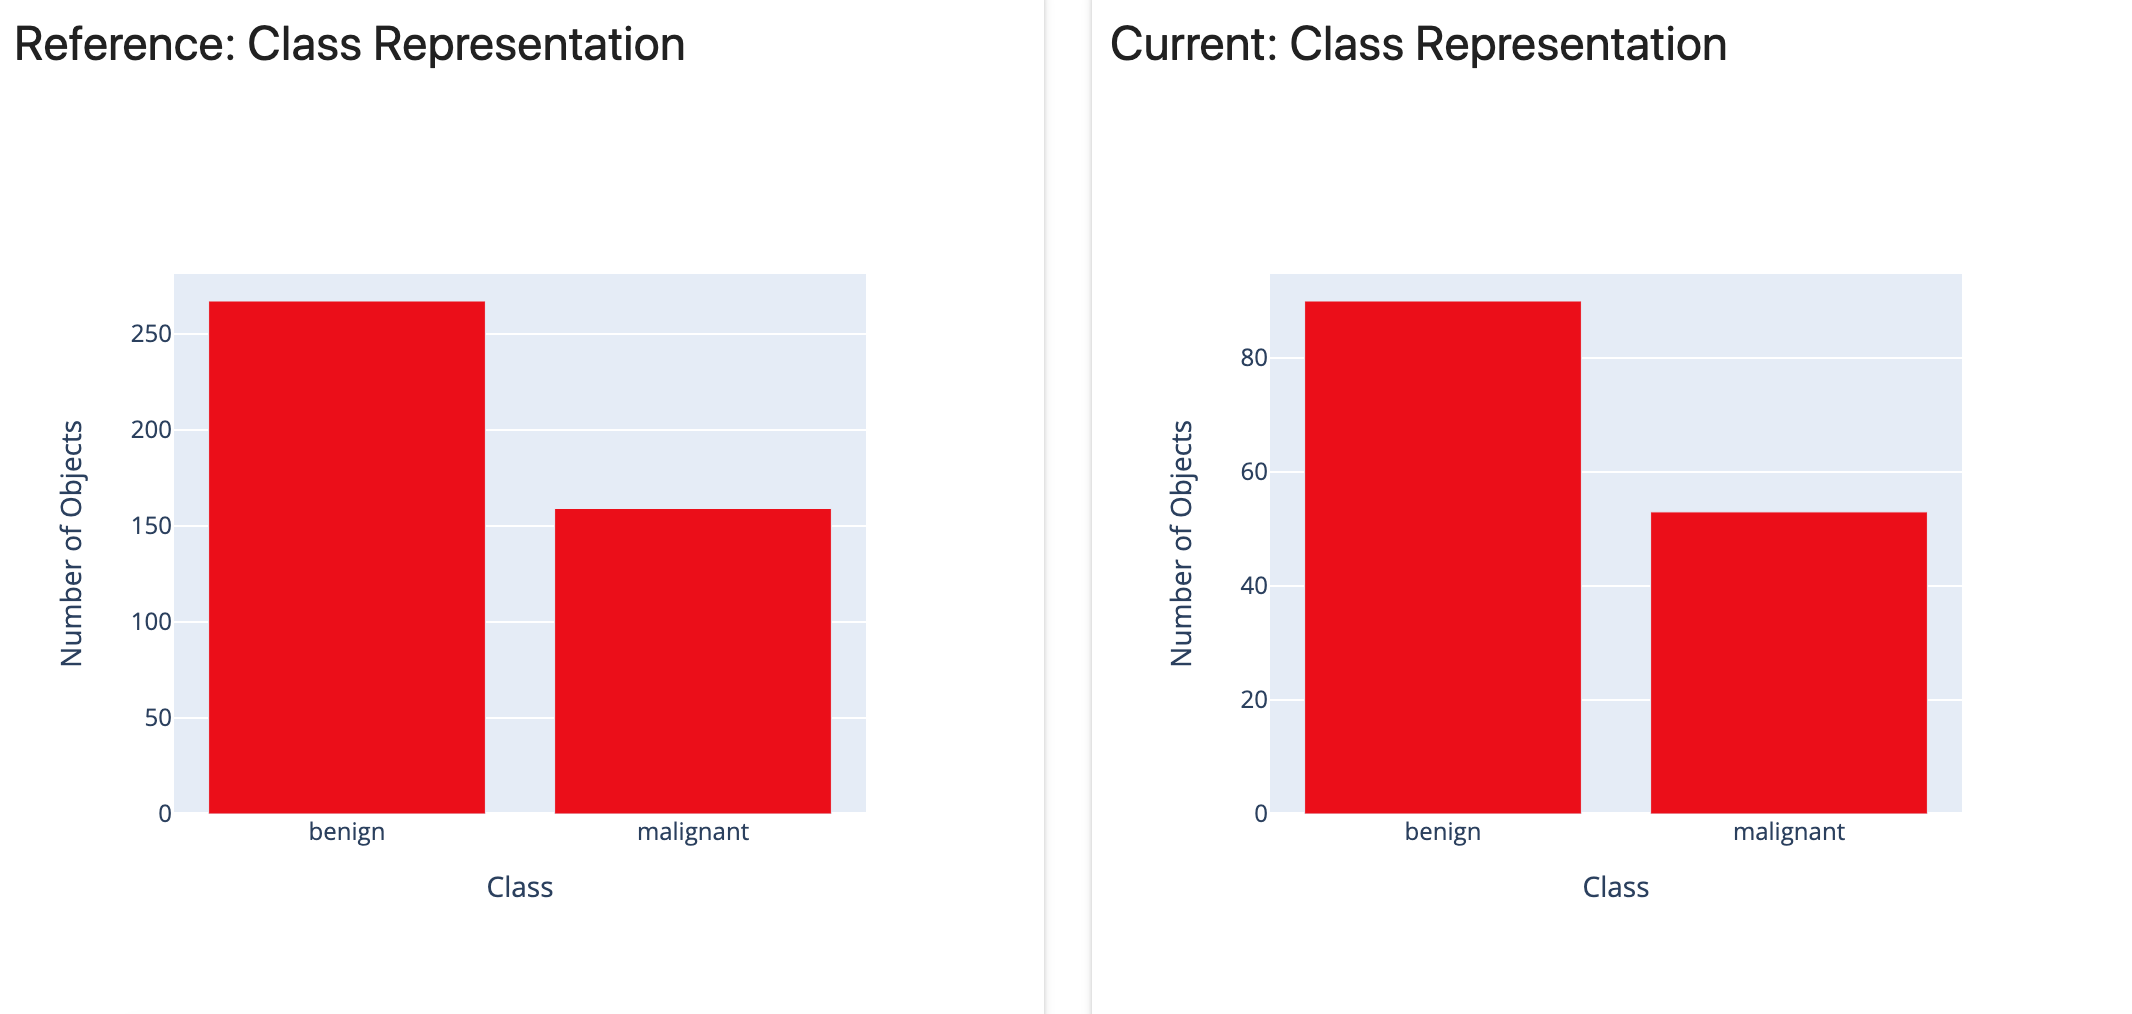 Reference: Class Representation
Number of Objects
250
200
150
100
50
0
benign malignant
Class
Current: Class Representation
Number of Objects
80
60
40
20
0
benign malignant
Class